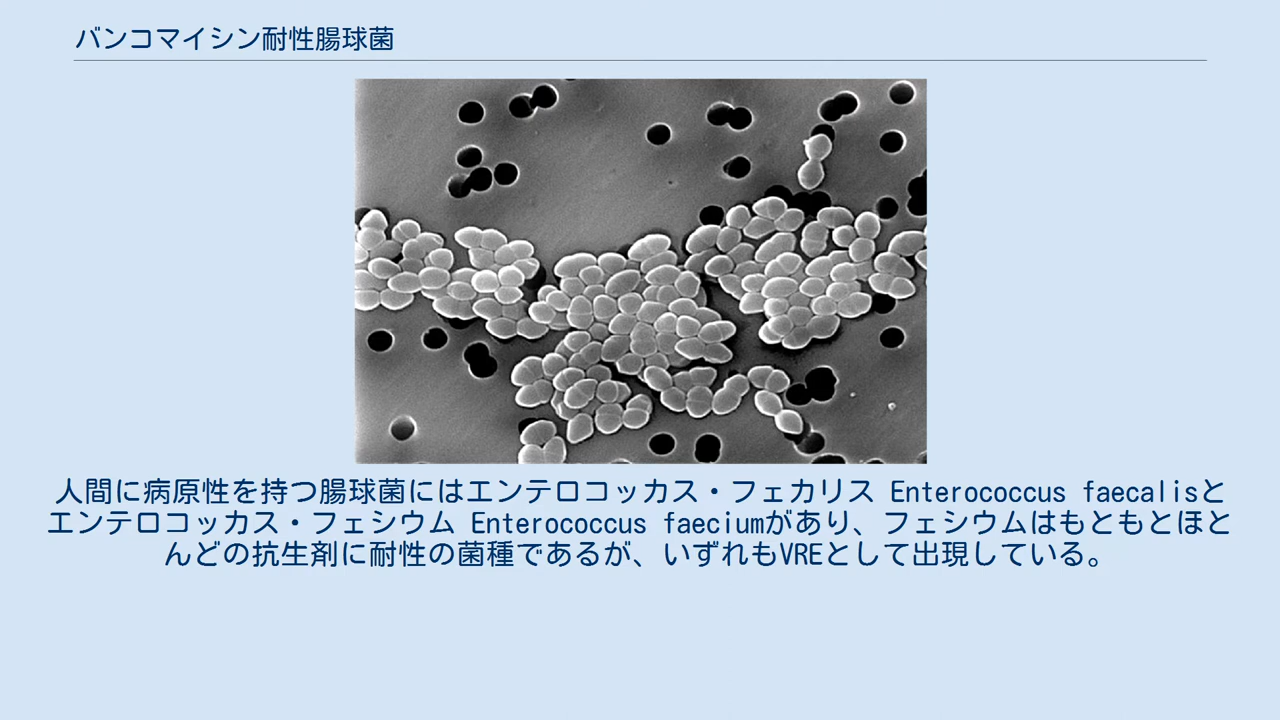 バンコマイシン耐性腸球菌
人間に病原性を持つ腸球菌にはエンテロコッカス・フェカリス Enterococcus faecalisと
エンテロコッカス・フェシウム Enterococcus faeciumがあり、フェシウムはもともとほと
んどの抗生剤に耐性の菌種であるが、いずれもVREとして出現している。